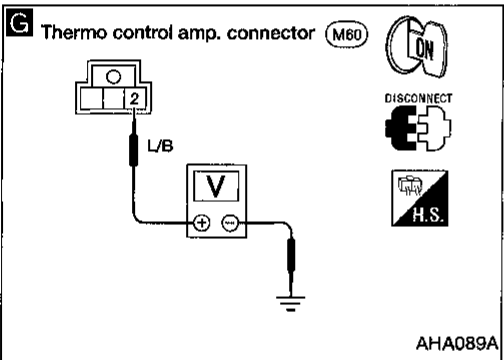 G Thermo control amp. connector M60
ON
DISCONNECT
2
L/B
V
H.S.
+ −
AHA089A